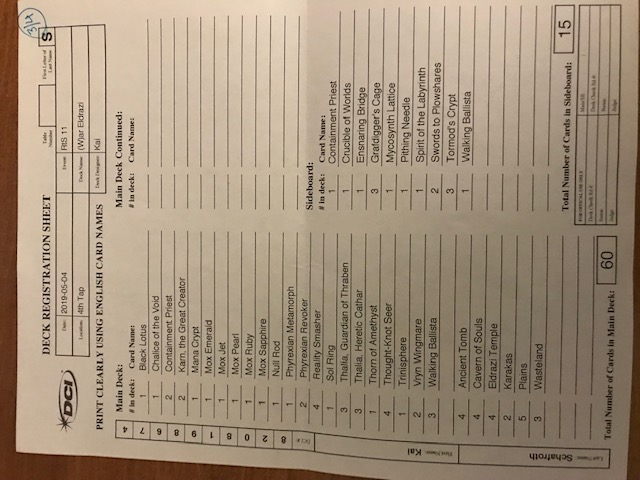 3/4
DECK REGISTRATION SHEET
Table Number
First Letter of Last Name
S
DCI
Date: 2019-05-04
Event: RtS 11
Location: 4th Tap
Deck Name: (W)ar Eldrazi
Deck Designer: Kai
PRINT CLEARLY USING ENGLISH CARD NAMES
Main Deck:
# in deck: Card Name:
1 Black Lotus
1 Chalice of the Void
2 Containment Priest
2 Karn, the Great Creator
1 Mana Crypt
1 Mox Emerald
1 Mox Jet
1 Mox Pearl
1 Mox Ruby
1 Mox Sapphire
1 Null Rod
1 Phyrexian Metamorph
2 Phyrexian Revoker
4 Reality Smasher
1 Sol Ring
3 Thalia, Guardian of Thraben
3 Thalia, Heretic Cathar
1 Thorn of Amethyst
4 Thought-Knot Seer
1 Trinisphere
2 Vryn Wingmare
3 Walking Ballista
4 Ancient Tomb
4 Cavern of Souls
4 Eldrazi Temple
2 Karakas
5 Plains
3 Wasteland
Total Number of Cards in Main Deck: 60
Main Deck Continued:
# in deck: Card Name:
Sideboard:
# in deck: Card Name:
1 Containment Priest
1 Crucible of Worlds
1 Ensnaring Bridge
3 Grafdigger's Cage
1 Mycosynth Lattice
1 Pithing Needle
1 Spirit of the Labyrinth
2 Swords to Plowshares
3 Tormod's Crypt
1 Walking Ballista
Total Number of Cards in Sideboard: 15
FOR OFFICIAL USE ONLY
Deck Check Rd #:
Status:
Judge:
Main/SB:
Deck Check Rd #:
Status:
Judge:
DCI #: 8 2 0 8 1 9 8 6 7 4
First Name: Kai
Last Name: Schafroth